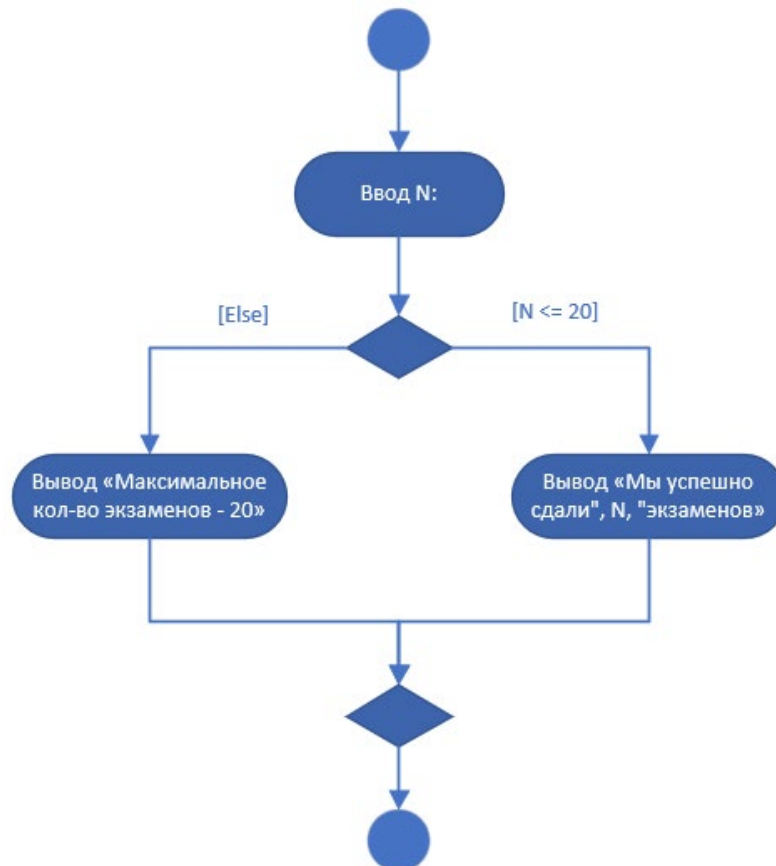 Ввод N:
[Else]
[N <= 20]
Вывод «Максимальное
кол-во экзаменов - 20»
Вывод «Мы успешно
сдали", N, "экзаменов»